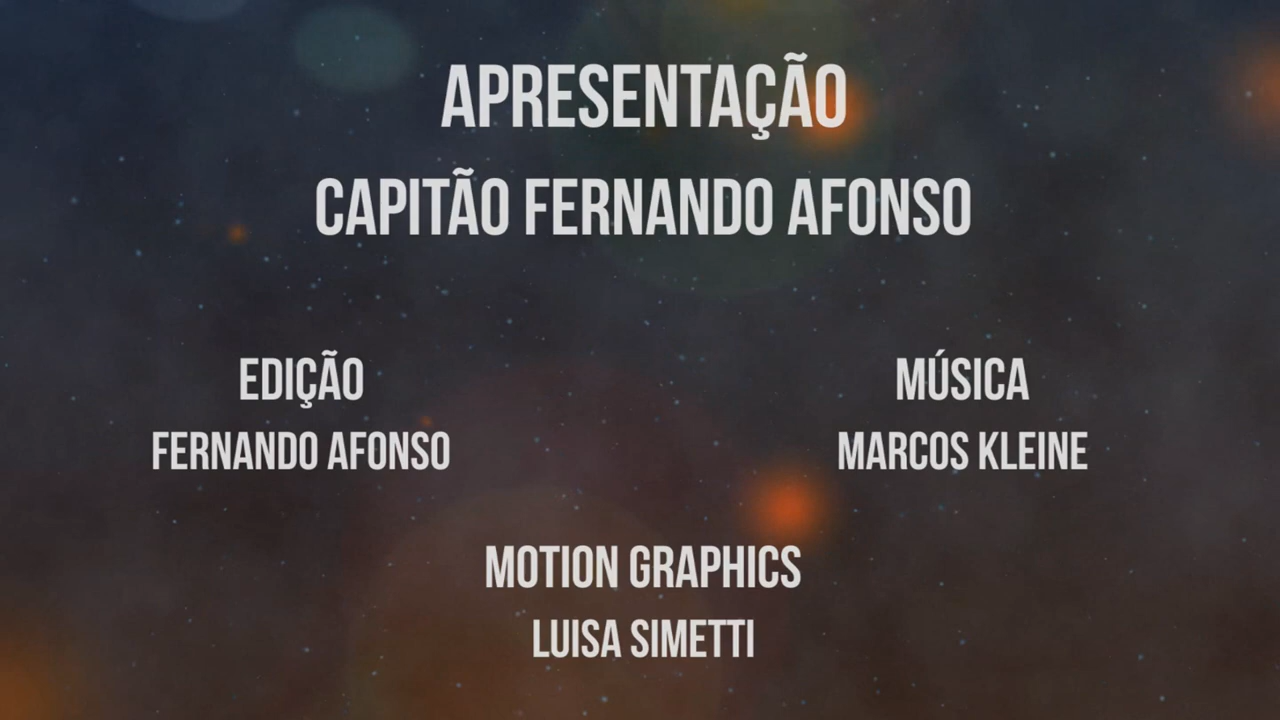 APRESENTAÇÃO
CAPITÃO FERNANDO AFONSO
EDIÇÃO
FERNANDO AFONSO
MÚSICA
MARCOS KLEINE
MOTION GRAPHICS
LUISA SIMETTI